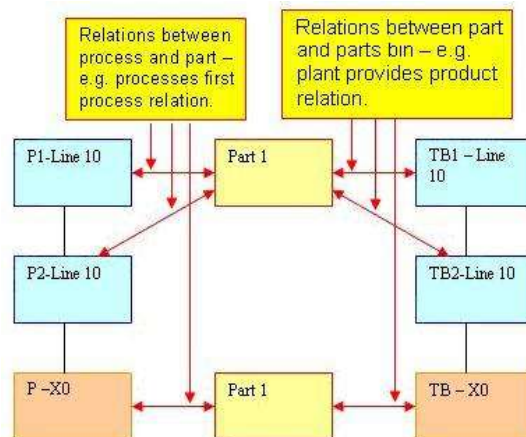 Relations between
process and part –
e.g. processes first
process relation.
Relations between part
and parts bin – e.g.
plant provides product
relation.
P1-Line 10
Part 1
TB1 – Line
10
P2-Line 10
TB2-Line 10
P –X0
Part 1
TB – X0